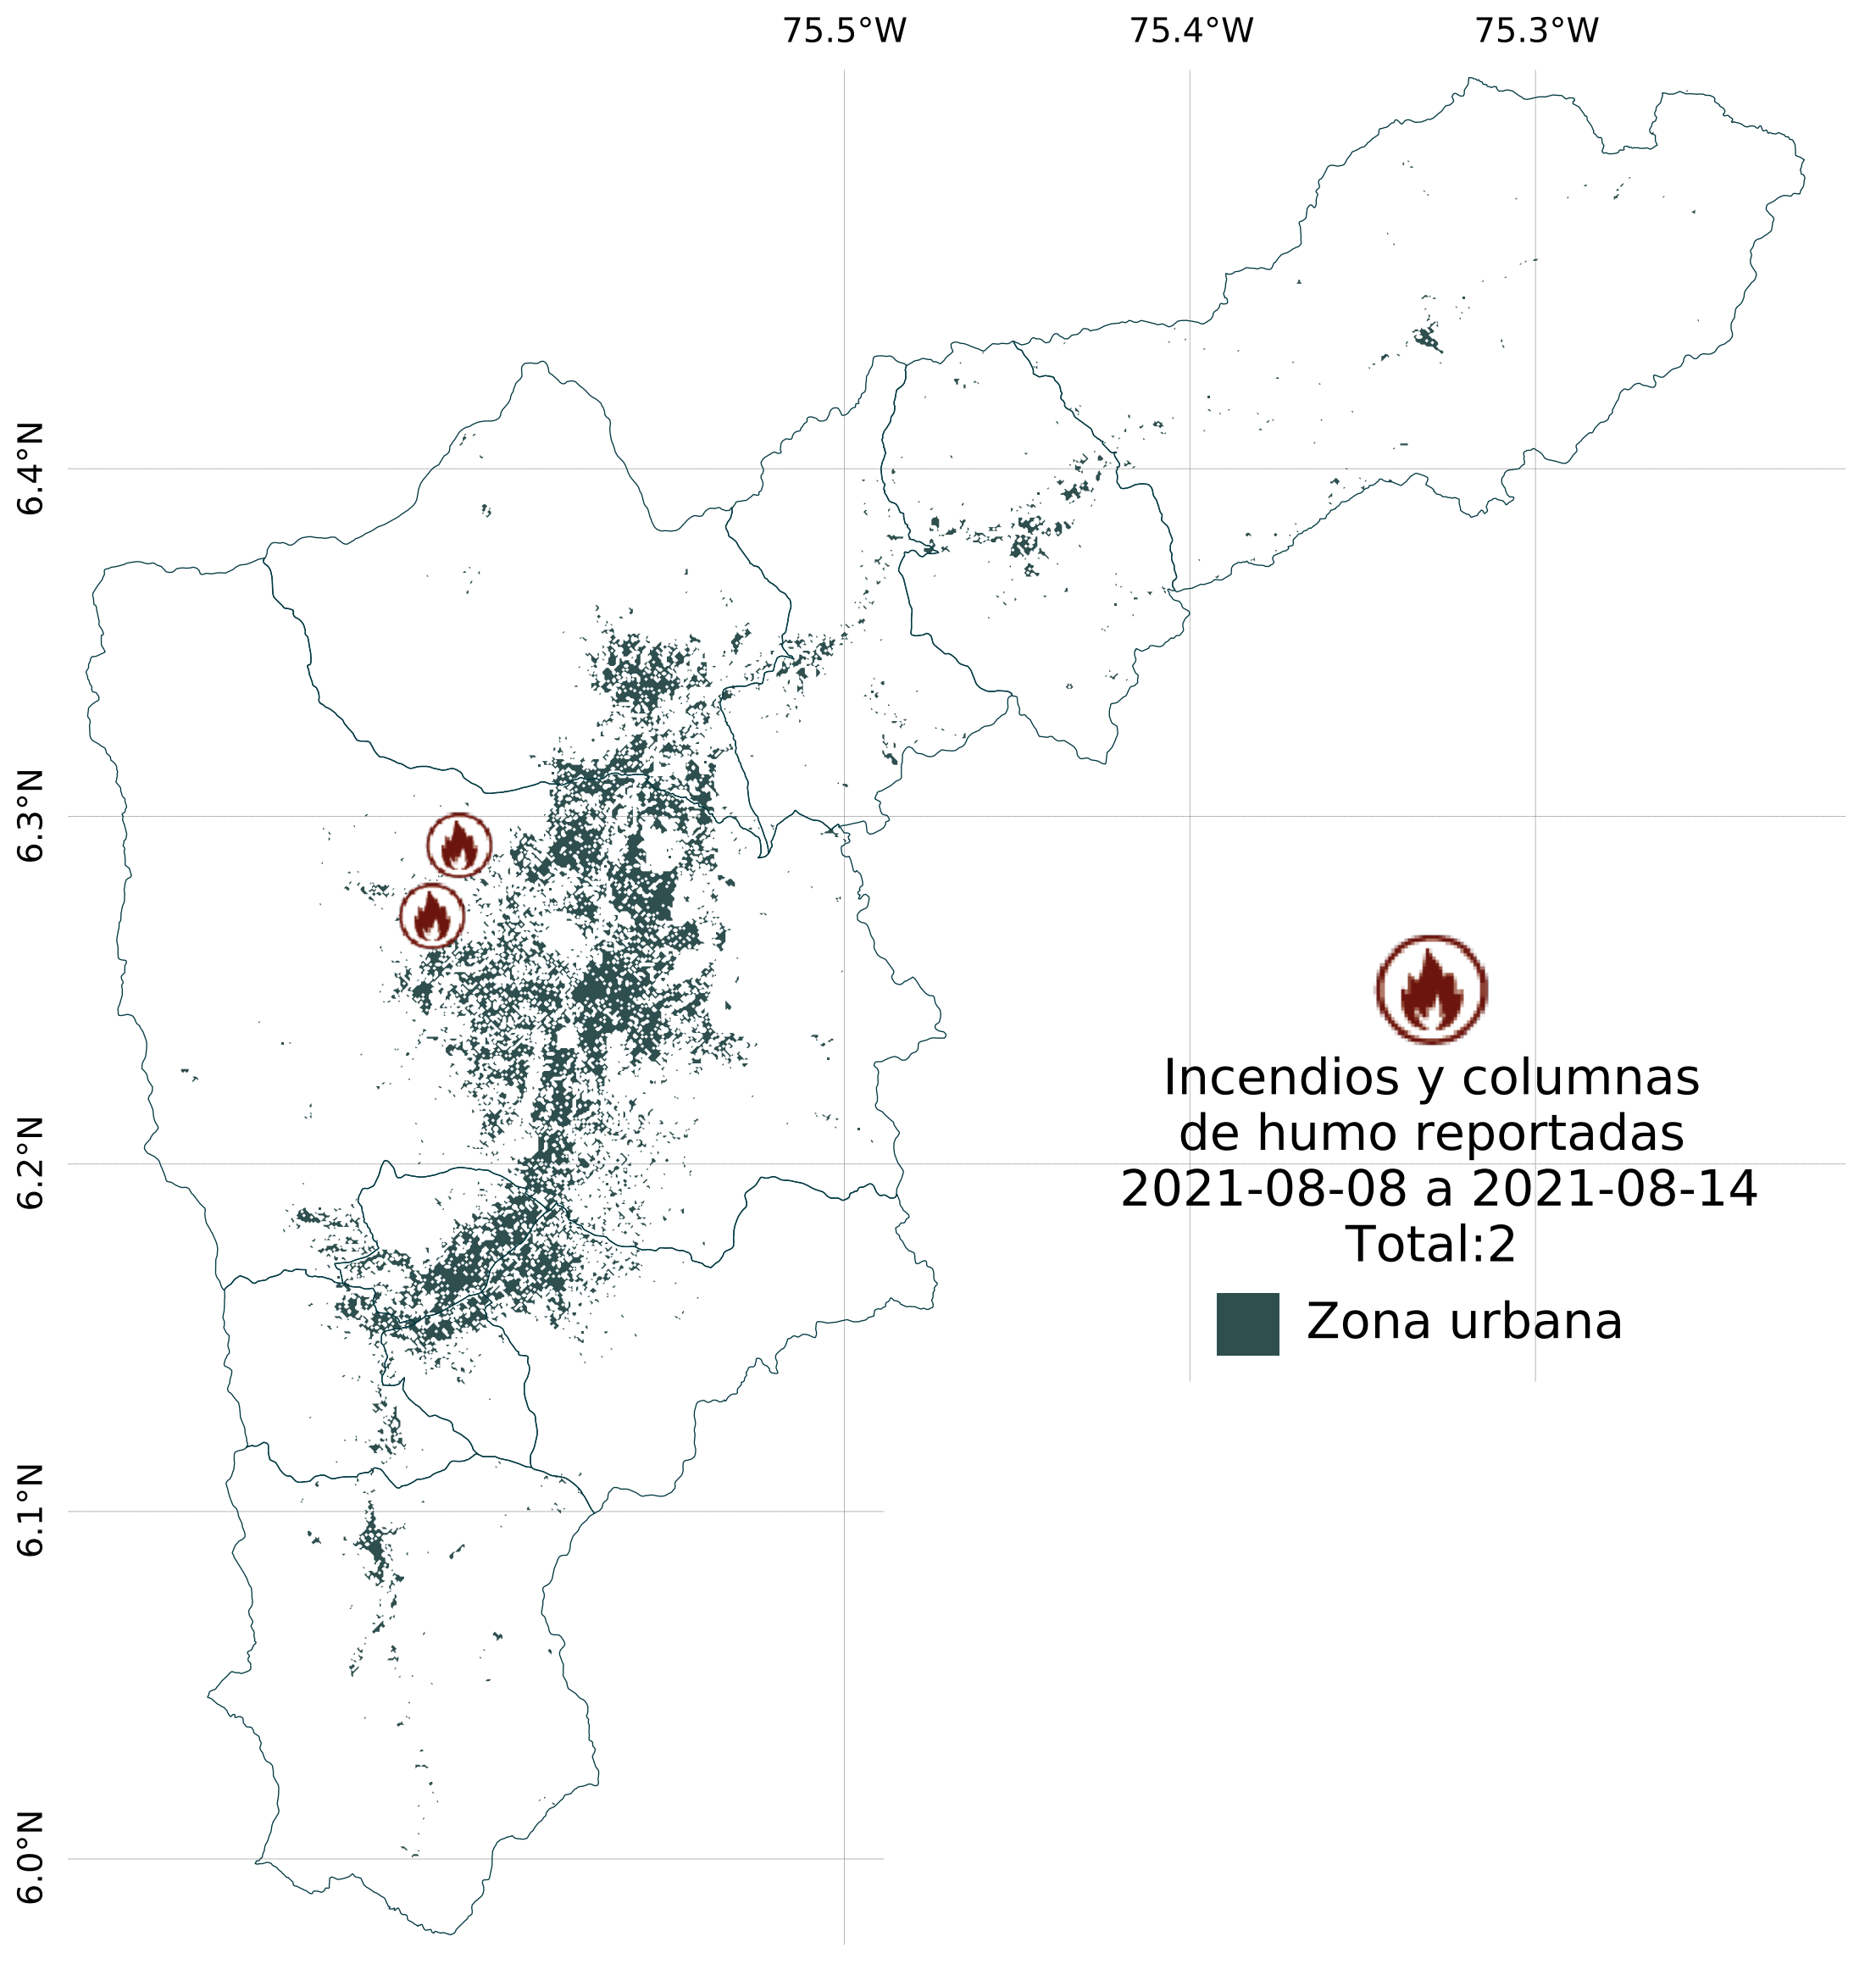 75.5°W 75.4°W 75.3°W
6.4°N
6.3°N
6.2°N
6.1°N
6.0°N
Incendios y columnas
de humo reportadas
2021-08-08 a 2021-08-14
Total:2
Zona urbana